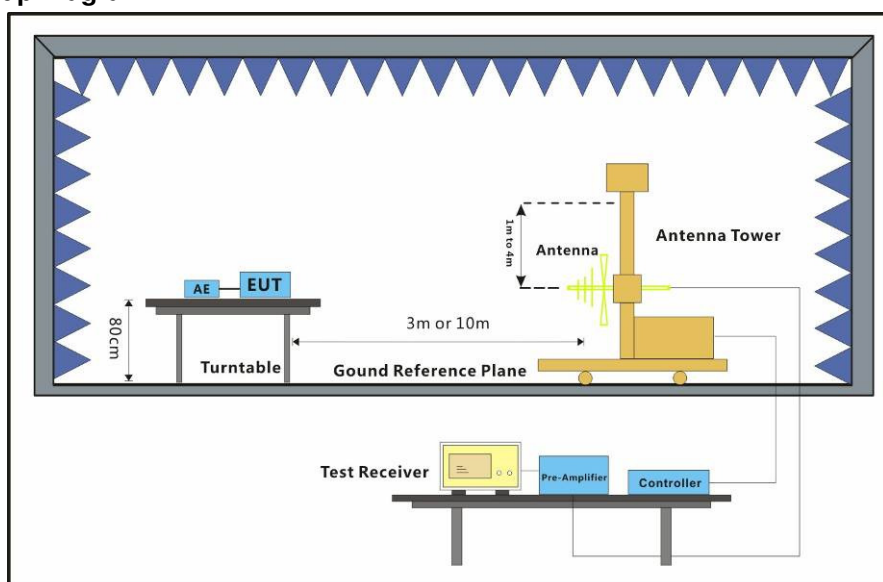 1m to 4m
Antenna
Antenna Tower
AE
EUT
80cm
3m or 10m
Turntable
Gound Reference Plane
Test Receiver
Pre-Amplifier
Controller